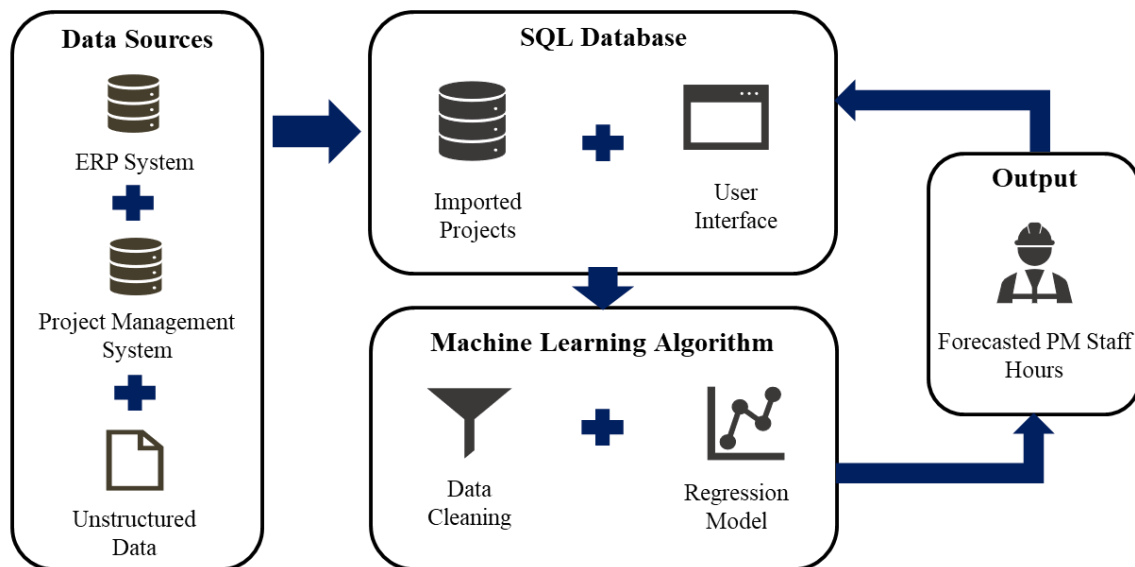 Data Sources
ERP System
Project Management
System
Unstructured
Data
SQL Database
Imported
Projects
User
Interface
Machine Learning Algorithm
Data
Cleaning
Regression
Model
Output
Forecasted PM Staff
Hours